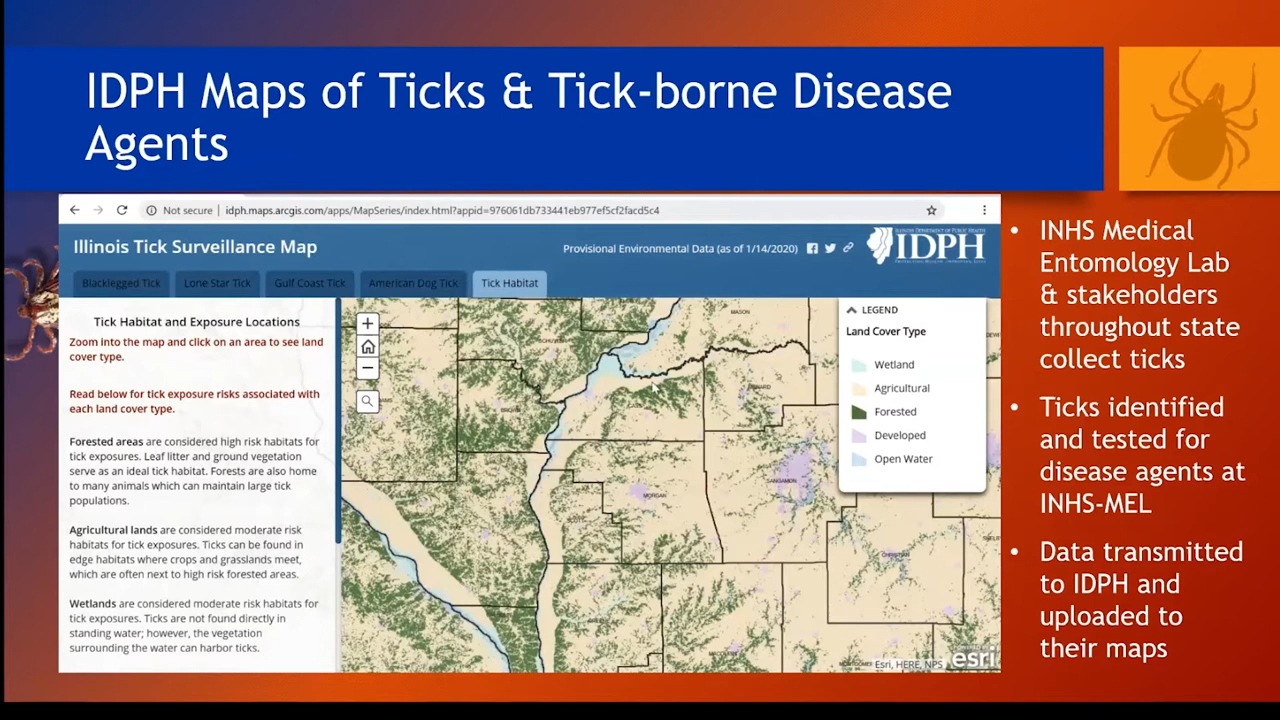 IDPH Maps of Ticks & Tick-borne Disease
Agents
Not secure | idph.maps.arcgis.com/apps/MapSeries/index.html?appid=976061db733441eb977ef5cf2facd5c4
Illinois Tick Surveillance Map
Provisional Environmental Data (as of 1/14/2020)
IDPH
Blacklegged Tick
Lone Star Tick
Gulf Coast Tick
American Dog Tick
Tick Habitat
Tick Habitat and Exposure Locations
Zoom into the map and click on an area to see land
cover type.
Read below for tick exposure risks associated with
each land cover type.
Forested areas are considered high risk habitats for
tick exposures. Leaf litter and ground vegetation
serve as an ideal tick habitat. Forests are also home
to many animals which can maintain large tick
populations.
Agricultural lands are considered moderate risk
habitats for tick exposures. Ticks can be found in
edge habitats where crops and grasslands meet,
which are often next to high risk forested areas.
Wetlands are considered moderate risk habitats for
tick exposures. Ticks are not found directly in
standing water; however, the vegetation
surrounding the water can harbor ticks.
MASON
MORGAN
SANGAMON
CHRISTIAN
LEGEND
Land Cover Type
Wetland
Agricultural
Forested
Developed
Open Water
Esri, HERE, NPS
esri
• INHS Medical
Entomology Lab
& stakeholders
throughout state
collect ticks
• Ticks identified
and tested for
disease agents at
INHS-MEL
• Data transmitted
to IDPH and
uploaded to
their maps